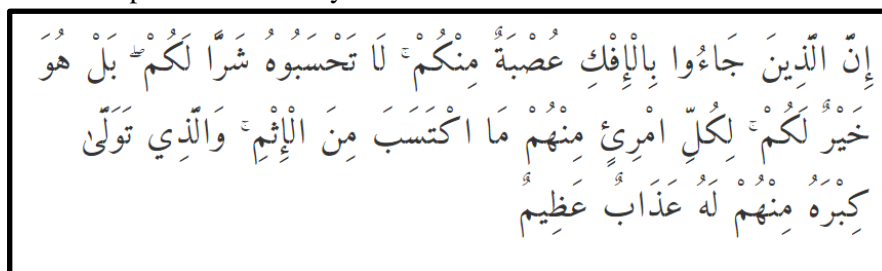 إِنَّ الَّذِينَ جَاءُوا بِالْإِفْكِ عُصْبَةٌ مِنْكُمْ ۚ لَا تَحْسَبُوهُ شَرًّا لَكُمْ ۖ بَلْ هُوَ
خَيْرٌ لَكُمْ ۚ لِكُلِّ امْرِئٍ مِنْهُمْ مَا اكْتَسَبَ مِنَ الْإِثْمِ ۚ وَالَّذِي تَوَلَّىٰ
كِبْرَهُ مِنْهُمْ لَهُ عَذَابٌ عَظِيمٌ